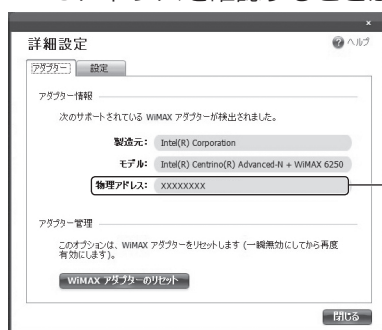 詳細設定
ヘルプ
アダプター
設定
アダプター情報
次のサポートされている WiMAX アダプターが検出されました。
製造元: Intel(R) Corporation
モデル: Intel(R) Centrino(R) Advanced-N + WiMAX 6250
物理アドレス: XXXXXXXX
アダプター管理
このオプションは、WiMAX アダプターをリセットします (一瞬無効にしてから再度
有効にします)。
WiMAX アダプターのリセット
閉じる